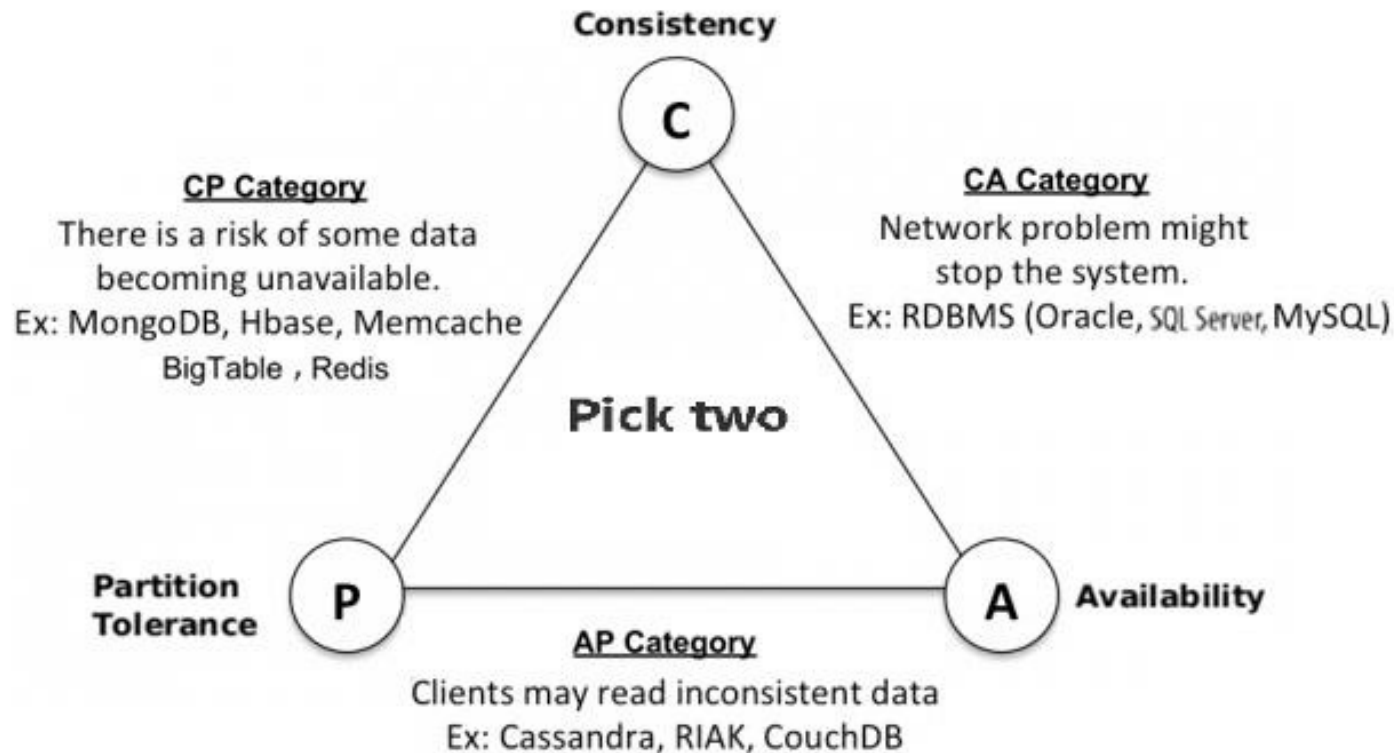 Consistency
C
CP Category
There is a risk of some data
becoming unavailable.
Ex: MongoDB, Hbase, Memcache
BigTable , Redis
CA Category
Network problem might
stop the system.
Ex: RDBMS (Oracle, SQL Server, MySQL)
Pick two
Partition
Tolerance
P
A
Availability
AP Category
Clients may read inconsistent data
Ex: Cassandra, RIAK, CouchDB